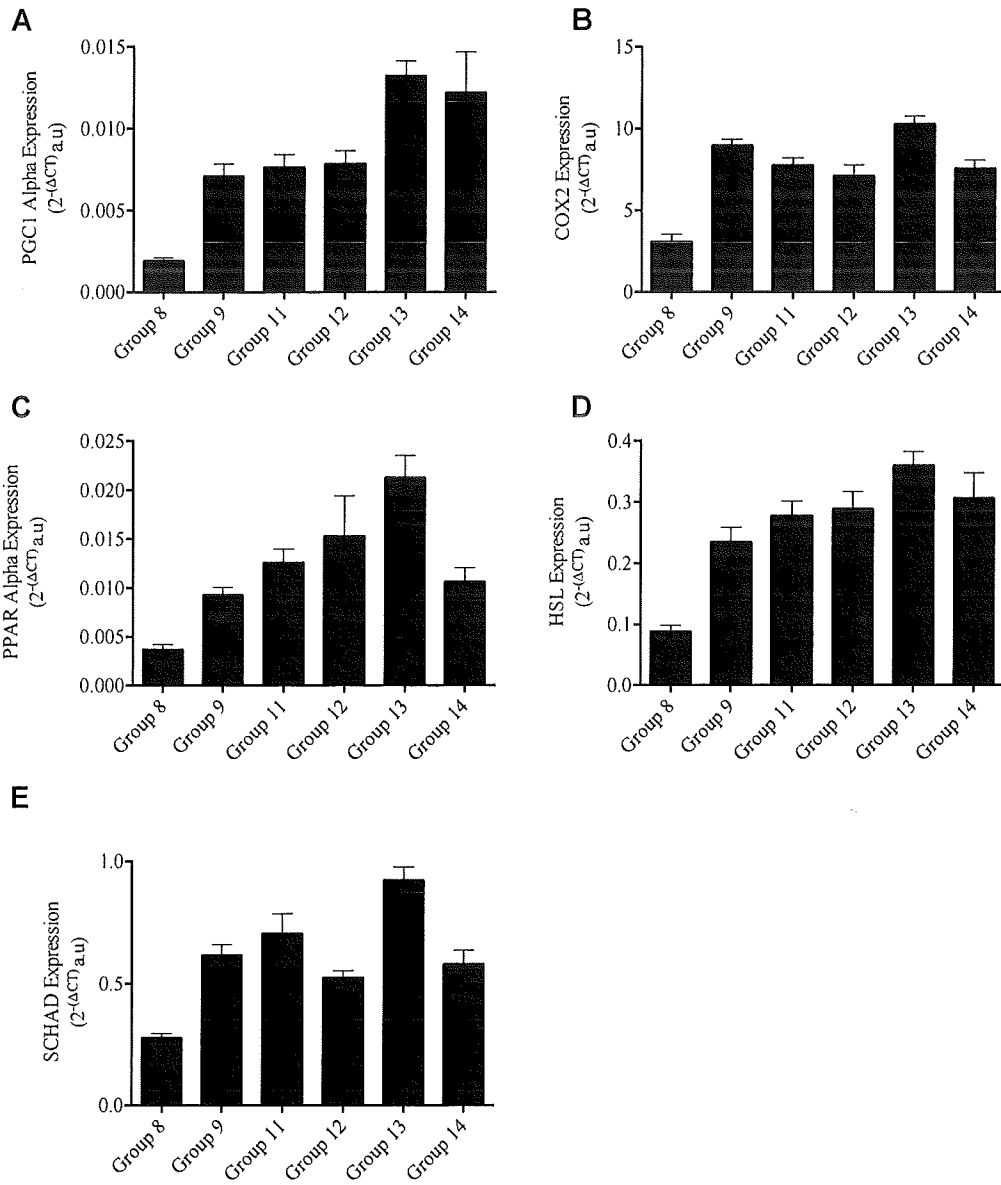 A
PGC1 Alpha Expression
(2-(ΔCT)a.u)
0.015
0.010
0.005
0.000
Group 8
Group 9
Group 11
Group 12
Group 13
Group 14
B
COX2 Expression
(2-(ΔCT)a.u)
15
10
5
0
Group 8
Group 9
Group 11
Group 12
Group 13
Group 14
C
PPAR Alpha Expression
(2-(ΔCT)a.u)
0.025
0.020
0.015
0.010
0.005
0.000
Group 8
Group 9
Group 11
Group 12
Group 13
Group 14
D
HSL Expression
(2-(ΔCT)a.u)
0.4
0.3
0.2
0.1
0.0
Group 8
Group 9
Group 11
Group 12
Group 13
Group 14
E
SCHAD Expression
(2-(ΔCT)a.u)
1.0
0.5
0.0
Group 8
Group 9
Group 11
Group 12
Group 13
Group 14